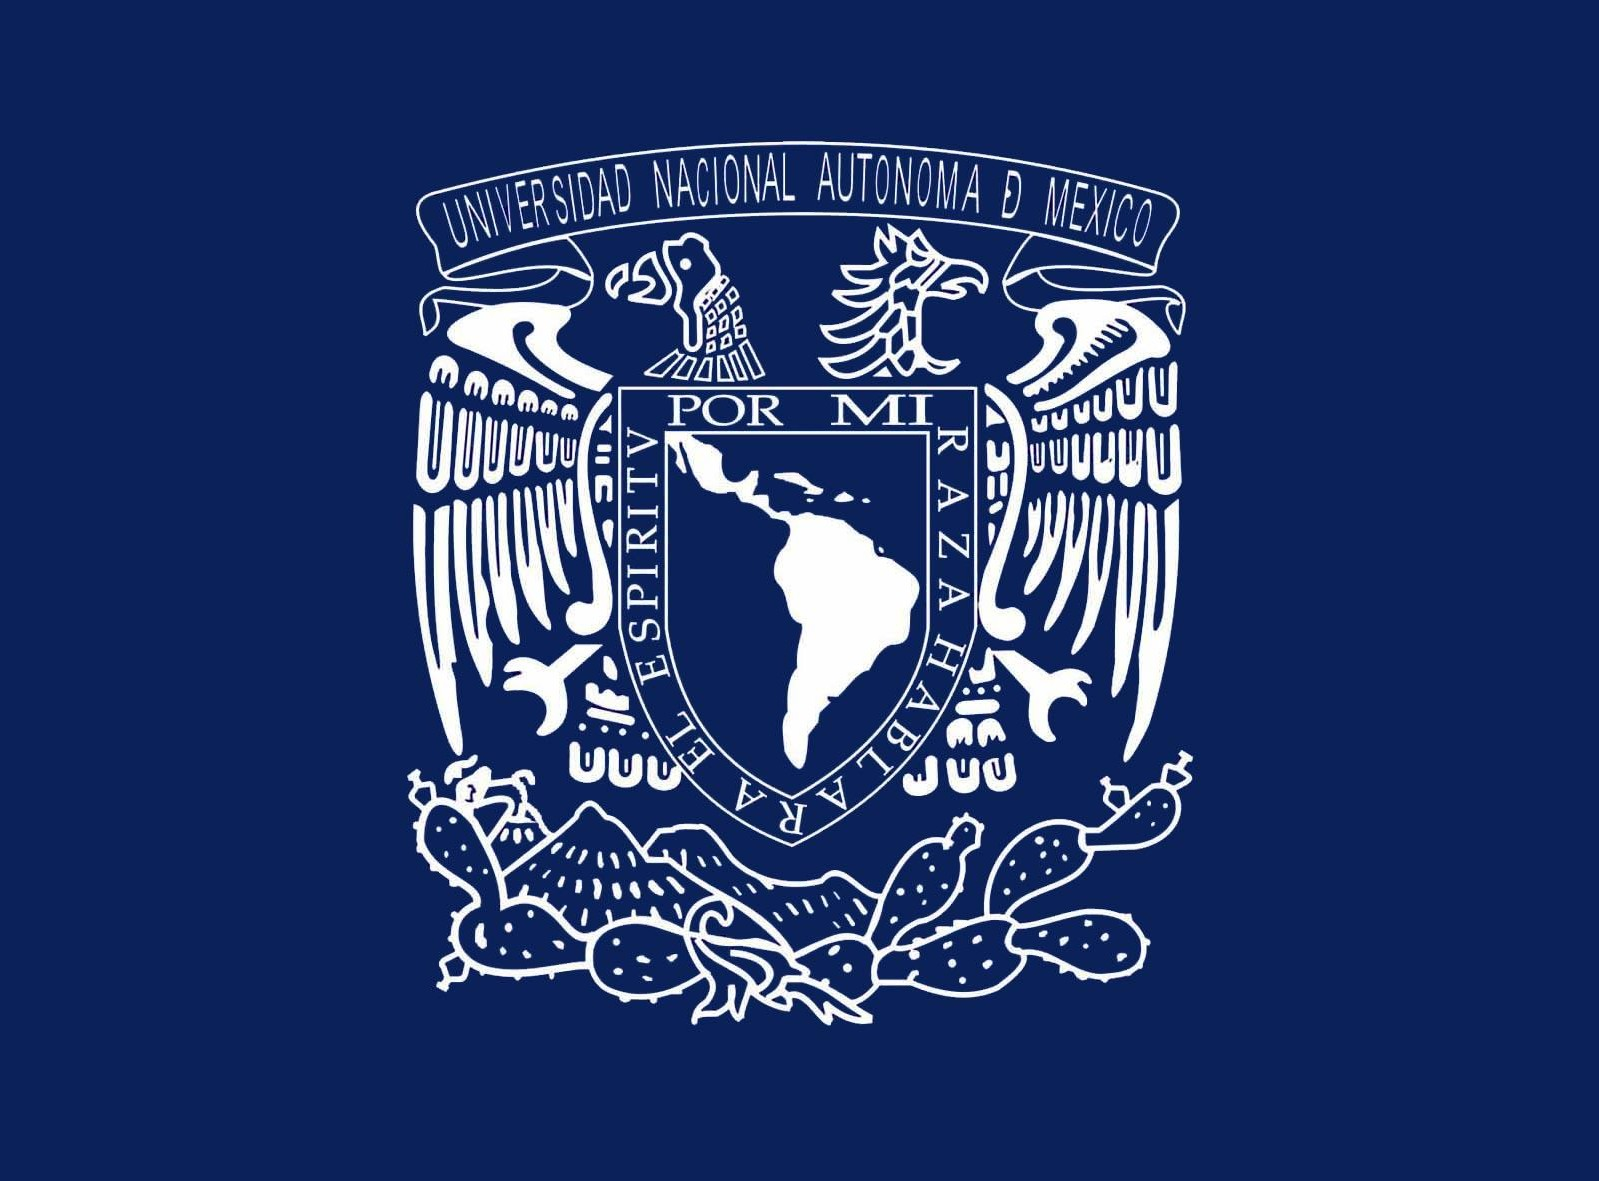 UNIVERSIDAD NACIONAL AUTONOMA Đ MEXICO
POR MI
RAZA HABLARA EL ESPIRITV